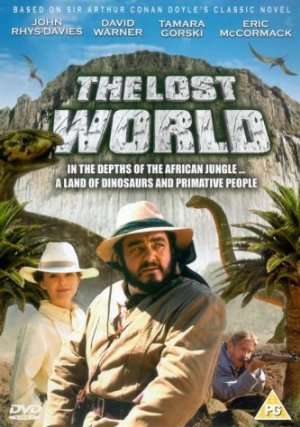 BASED ON SIR ARTHUR CONAN DOYLE'S CLASSIC NOVEL
JOHN RHYS-DAVIES
DAVID WARNER
TAMARA GORSKI
ERIC McCORMACK
THE LOST
WORLD
IN THE DEPTHS OF THE AFRICAN JUNGLE ...
A LAND OF DINOSAURS AND PRIMATIVE PEOPLE
DVD
VIDEO
PG